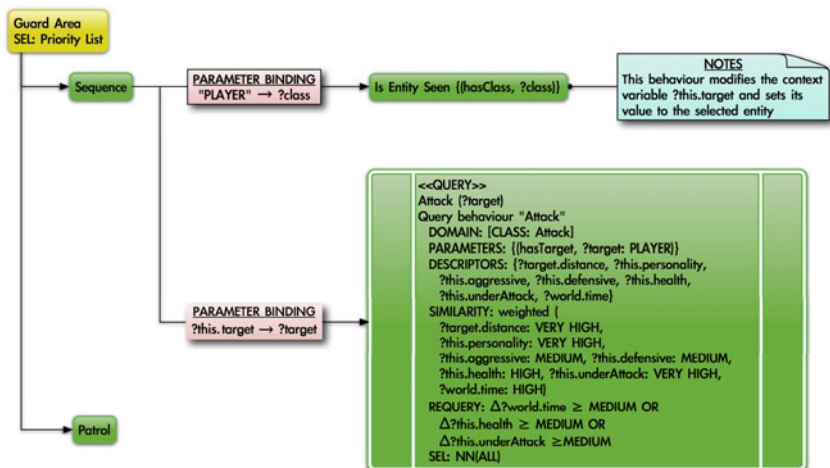 Guard Area
SEL: Priority List
Sequence
PARAMETER BINDING
"PLAYER" → ?class
Is Entity Seen {(hasClass, ?class)}
NOTES
This behaviour modifies the context
variable ?this.target and sets its
value to the selected entity
<<QUERY>>
Attack (?target)
Query behaviour "Attack"
DOMAIN: [CLASS: Attack]
PARAMETERS: {(hasTarget, ?target: PLAYER)}
DESCRIPTORS: {?target.distance, ?this.personality,
?this.aggressive, ?this.defensive, ?this.health,
?this.underAttack, ?world.time}
SIMILARITY: weighted (
?target.distance: VERY HIGH,
?this.personality: VERY HIGH,
?this.aggressive: MEDIUM, ?this.defensive: MEDIUM,
?this.health: HIGH, ?this.underAttack: VERY HIGH,
?world.time: HIGH)
REQUERY: Δ?world.time ≥ MEDIUM OR
Δ?this.health ≥ MEDIUM OR
Δ?this.underAttack ≥MEDIUM
SEL: NN(ALL)
PARAMETER BINDING
?this.target → ?target
Patrol